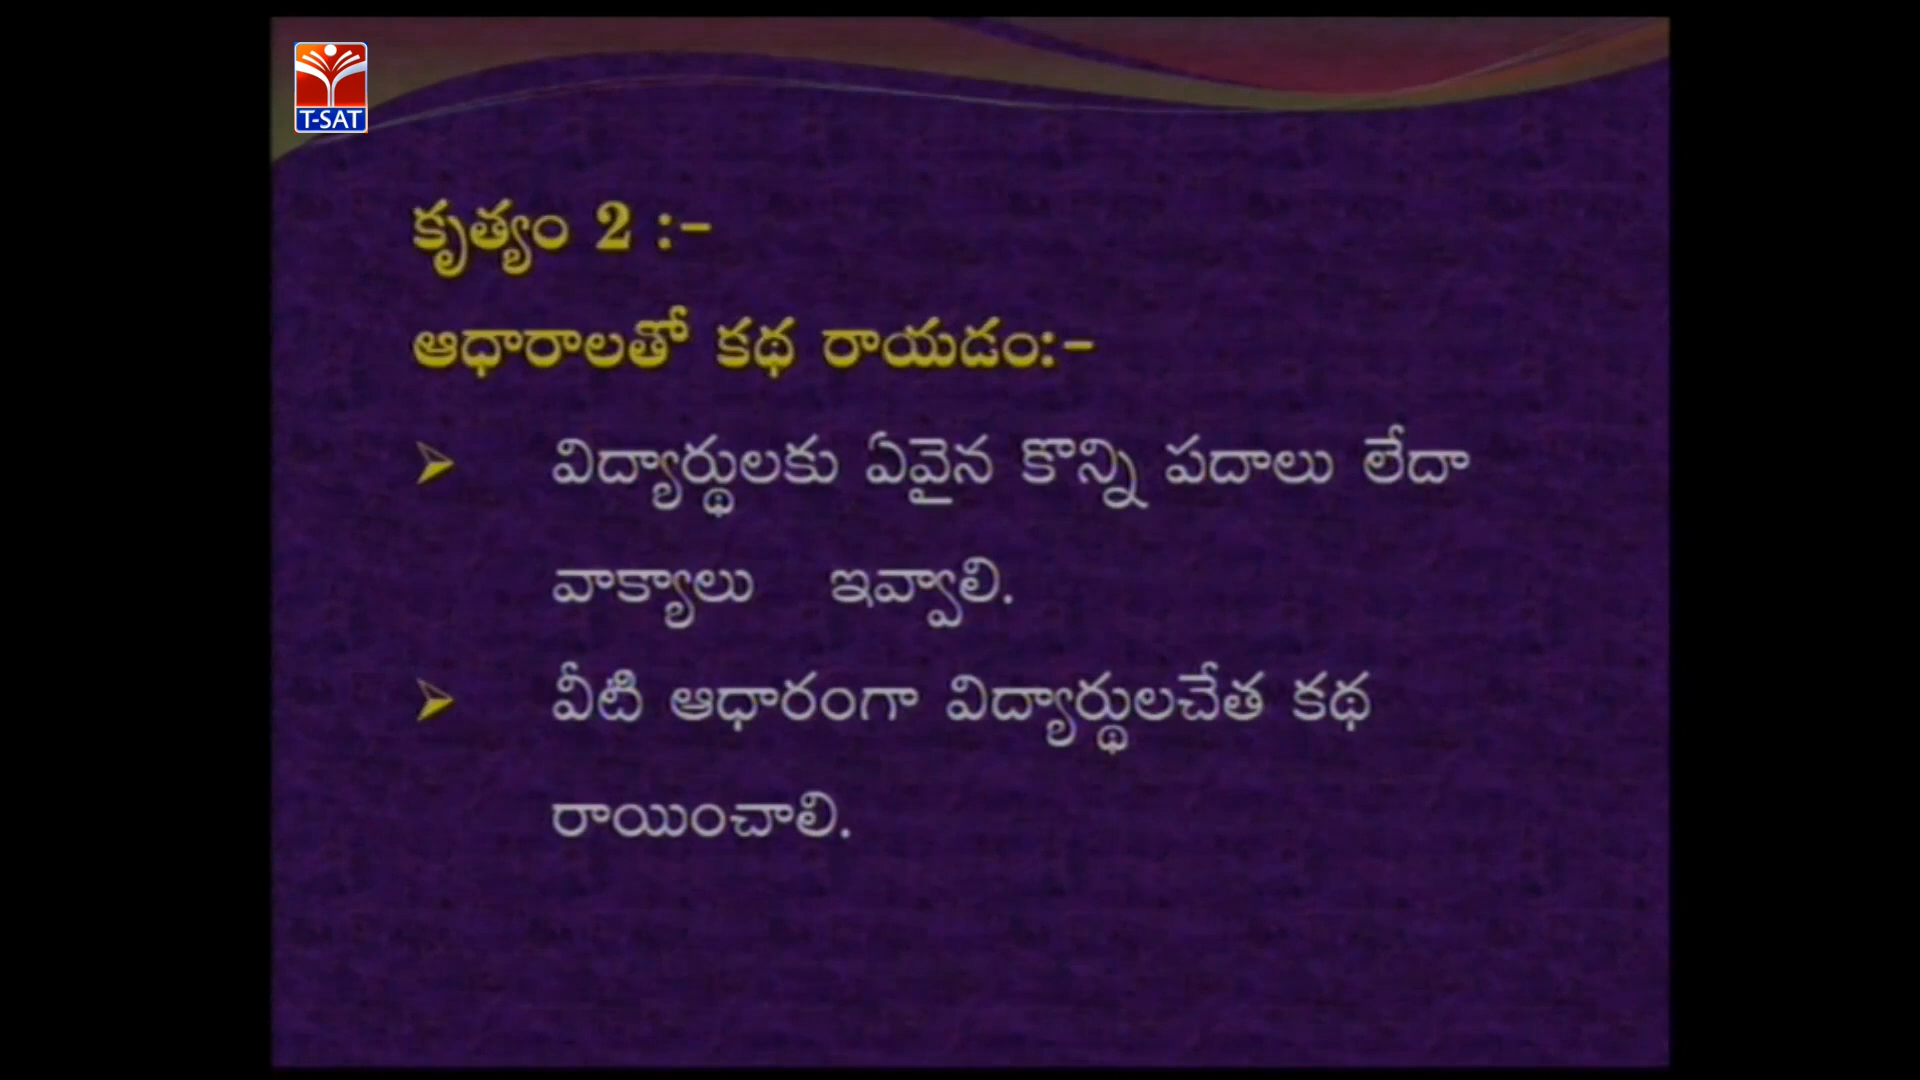 T-SAT
కృత్యం 2 :-
ఆధారాలతో కథ రాయడం:-
➢ విద్యార్థులకు ఏవైన కొన్ని పదాలు లేదా
వాక్యాలు ఇవ్వాలి.
➢ వీటి ఆధారంగా విద్యార్థులచేత కథ
రాయించాలి.